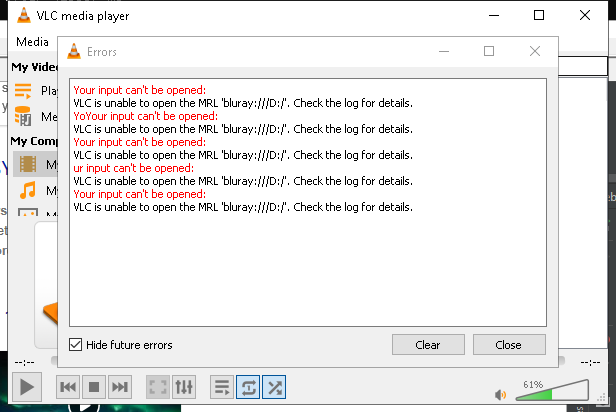 VLC media player
Media
Errors
My Video
Pla
Me
My Comp
My
My
Your input can't be opened:
VLC is unable to open the MRL 'bluray:///D:/'. Check the log for details.
YoYour input can't be opened:
VLC is unable to open the MRL 'bluray:///D:/'. Check the log for details.
Your input can't be opened:
VLC is unable to open the MRL 'bluray:///D:/'. Check the log for details.
ur input can't be opened:
VLC is unable to open the MRL 'bluray:///D:/'. Check the log for details.
Your input can't be opened:
VLC is unable to open the MRL 'bluray:///D:/'. Check the log for details.
Hide future errors
Clear
Close
--:--
--:--
61%